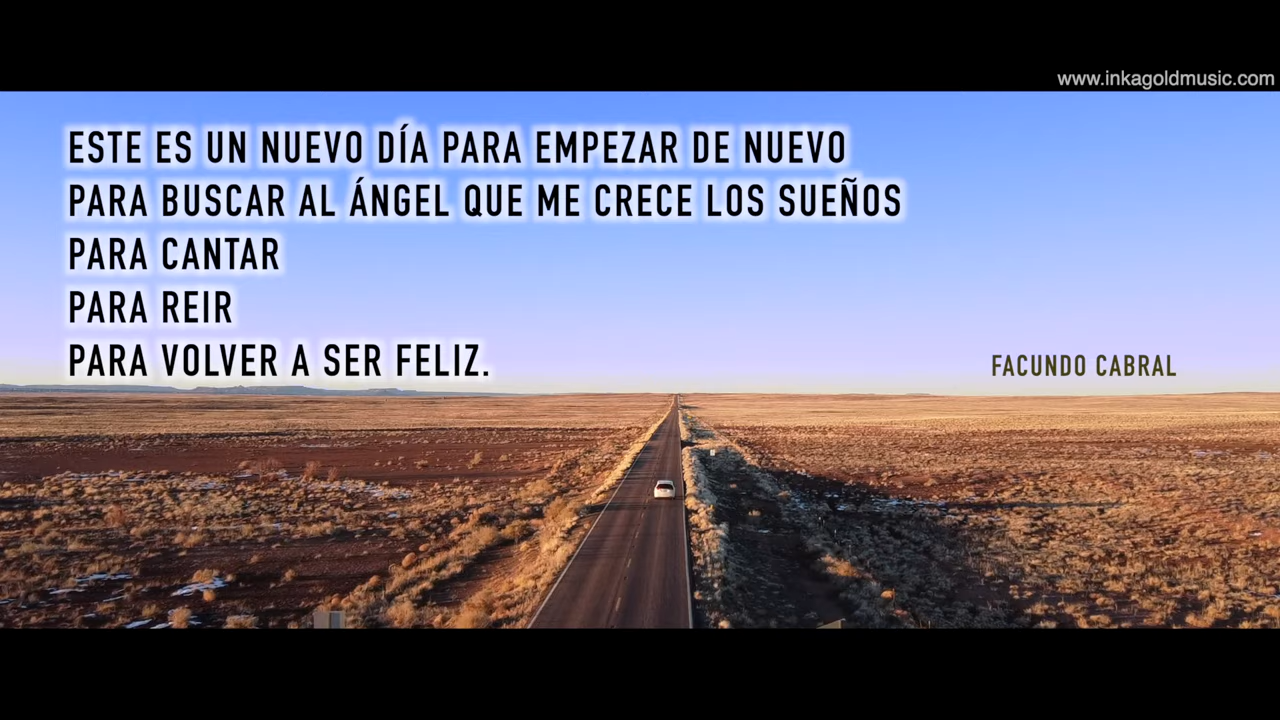 www.inkagoldmusic.com
ESTE ES UN NUEVO DÍA PARA EMPEZAR DE NUEVO
PARA BUSCAR AL ÁNGEL QUE ME CRECE LOS SUEÑOS
PARA CANTAR
PARA REIR
PARA VOLVER A SER FELIZ.
FACUNDO CABRAL